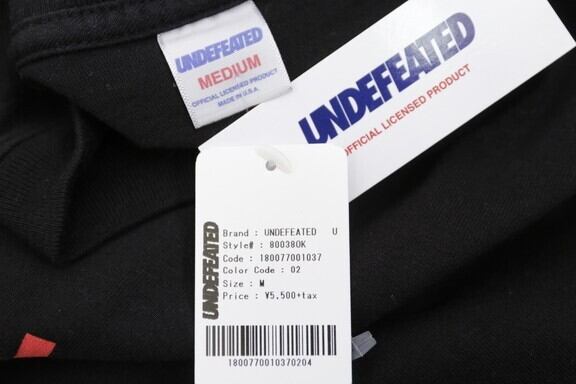 UNDEFEATED
MEDIUM
OFFICIAL LICENSED PRODUCT
MADE IN U.S.A.
UNDEFEATED
OFFICIAL LICENSED PRODUCT
UNDEFEATED
Brand : UNDEFEATED U
Style# : 80038OK
Code : 180077001037
Color Code : 02
Size : M
Price : ¥5,500+tax
1800770010370204